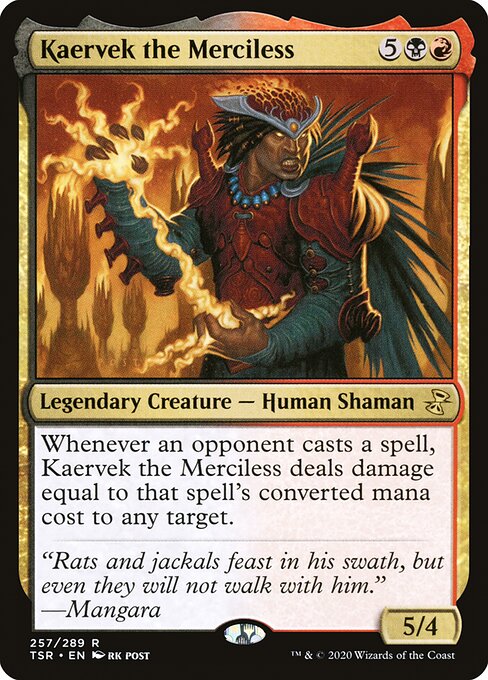 Kaervek the Merciless 5
Legendary Creature — Human Shaman
Whenever an opponent casts a spell,
Kaervek the Merciless deals damage
equal to that spell's converted mana
cost to any target.
“Rats and jackals feast in his swath, but
even they will not walk with him.”
—Mangara
5/4
257/289 R
TSR • EN RK POST
™ & © 2020 Wizards of the Coast